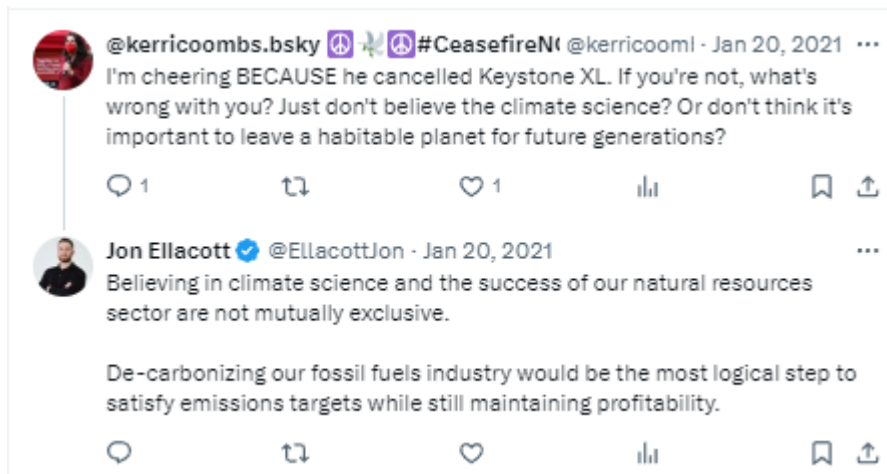 @kerricoombs.bsky ☮️🕊️☮️#CeasefireN @kerricooml · Jan 20, 2021
I'm cheering BECAUSE he cancelled Keystone XL. If you're not, what's
wrong with you? Just don't believe the climate science? Or don't think it's
important to leave a habitable planet for future generations?
1 1
Jon Ellacott @EllacottJon · Jan 20, 2021
Believing in climate science and the success of our natural resources
sector are not mutually exclusive.
De-carbonizing our fossil fuels industry would be the most logical step to
satisfy emissions targets while still maintaining profitability.